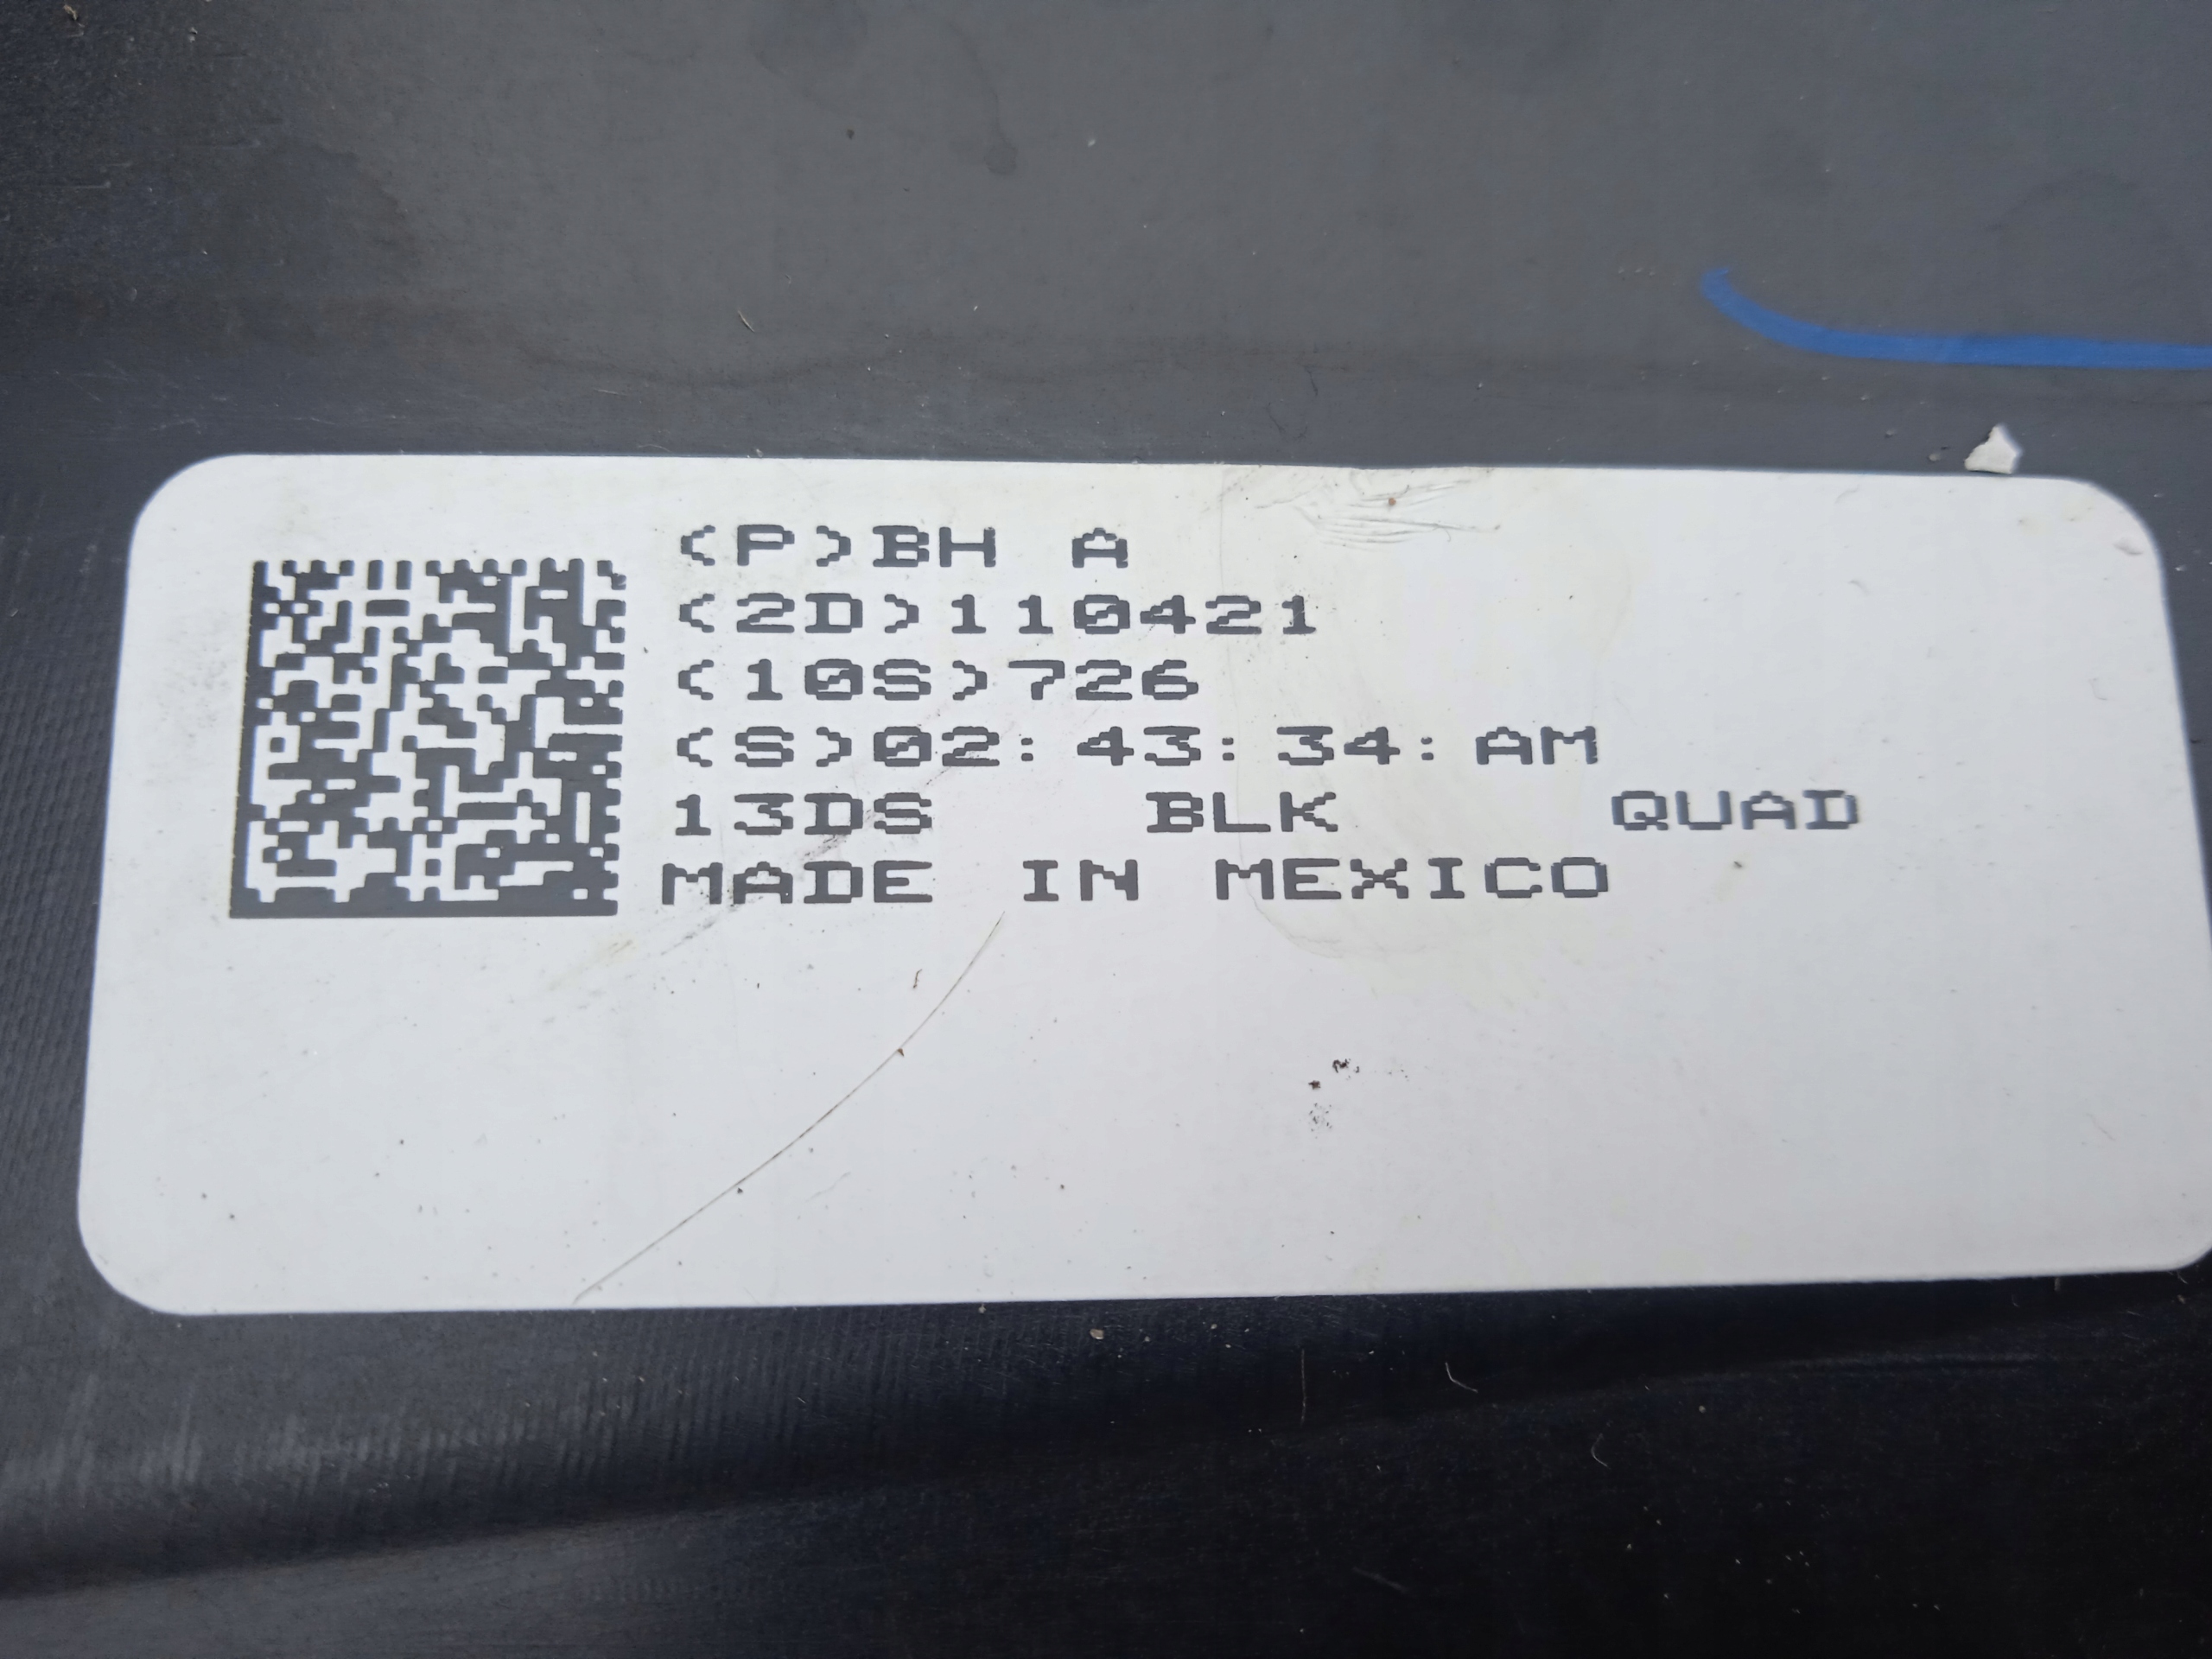 <P>BH A
<2D>110421
<10S>726
<S>02:43:34:AM
13DS BLK QUAD
MADE IN MEXICO